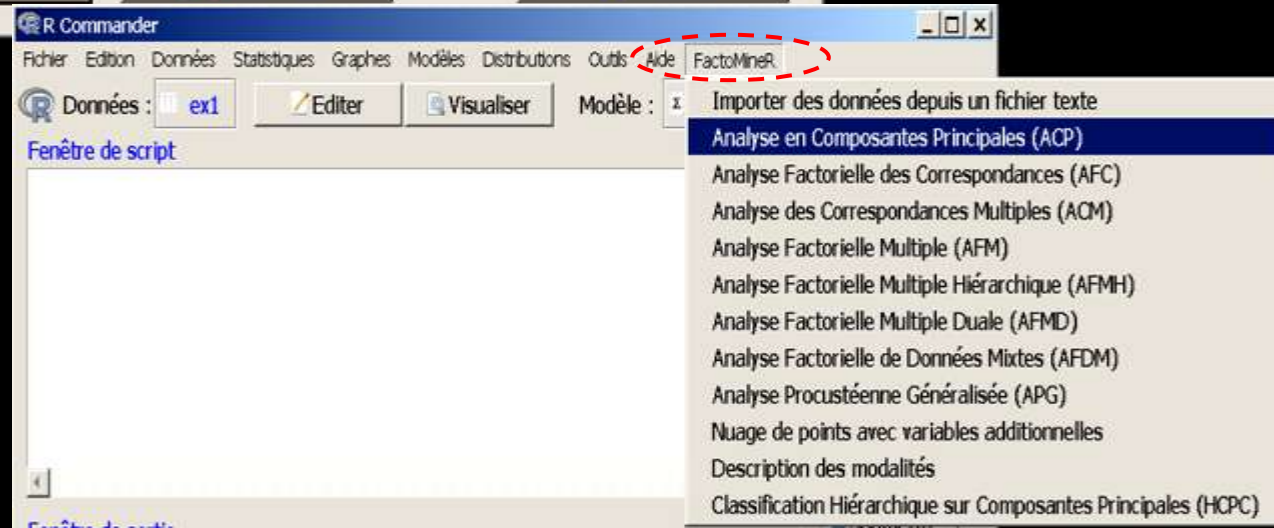 R Commander
Fichier Edition Données Statistiques Graphes Modèles Distributions Outils Aide FactoMineR
Données : ex1 Editer Visualiser Modèle : Σ
Fenêtre de script
Importer des données depuis un fichier texte
Analyse en Composantes Principales (ACP)
Analyse Factorielle des Correspondances (AFC)
Analyse des Correspondances Multiples (ACM)
Analyse Factorielle Multiple (AFM)
Analyse Factorielle Multiple Hiérarchique (AFMH)
Analyse Factorielle Multiple Duale (AFMD)
Analyse Factorielle de Données Mixtes (AFDM)
Analyse Procustéenne Généralisée (APG)
Nuage de points avec variables additionnelles
Description des modalités
Classification Hiérarchique sur Composantes Principales (HCPC)
Fenêtre de sortie